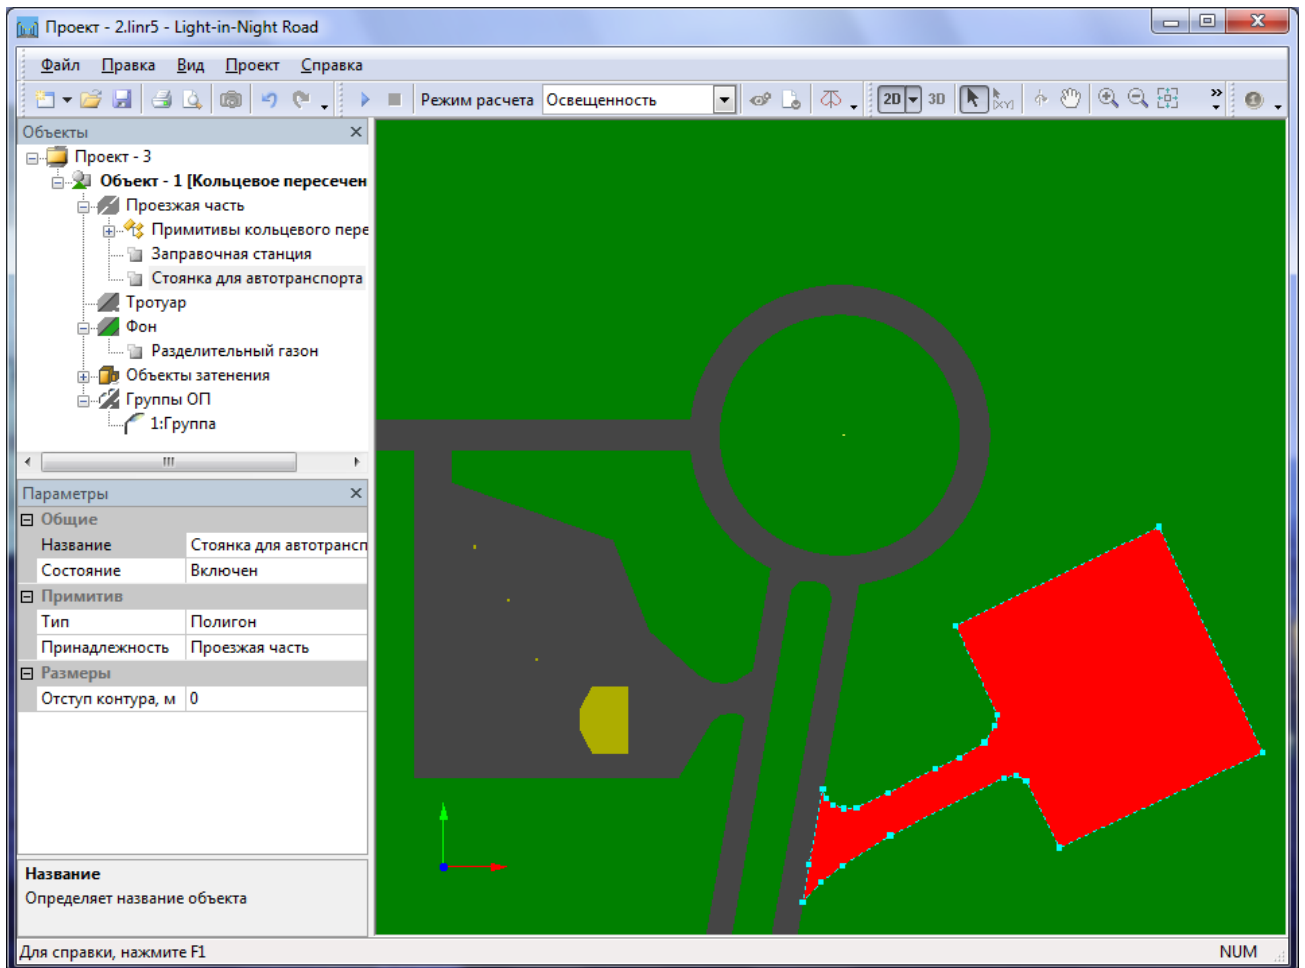 Проект - 2.linr5 - Light-in-Night Road
Файл Правка Вид Проект Справка
Режим расчета Освещенность 2D 3D
Объекты
Проект - 3
Объект - 1 [Кольцевое пересечен
Проезжая часть
Примитивы кольцевого пере
Заправочная станция
Стоянка для автотранспорта
Тротуар
Фон
Разделительный газон
Объекты затенения
Группы ОП
1:Группа
Параметры
Общие
Название Стоянка для автотрансп
Состояние Включен
Примитив
Тип Полигон
Принадлежность Проезжая часть
Размеры
Отступ контура, м 0
Название
Определяет название объекта
Для справки, нажмите F1 NUM